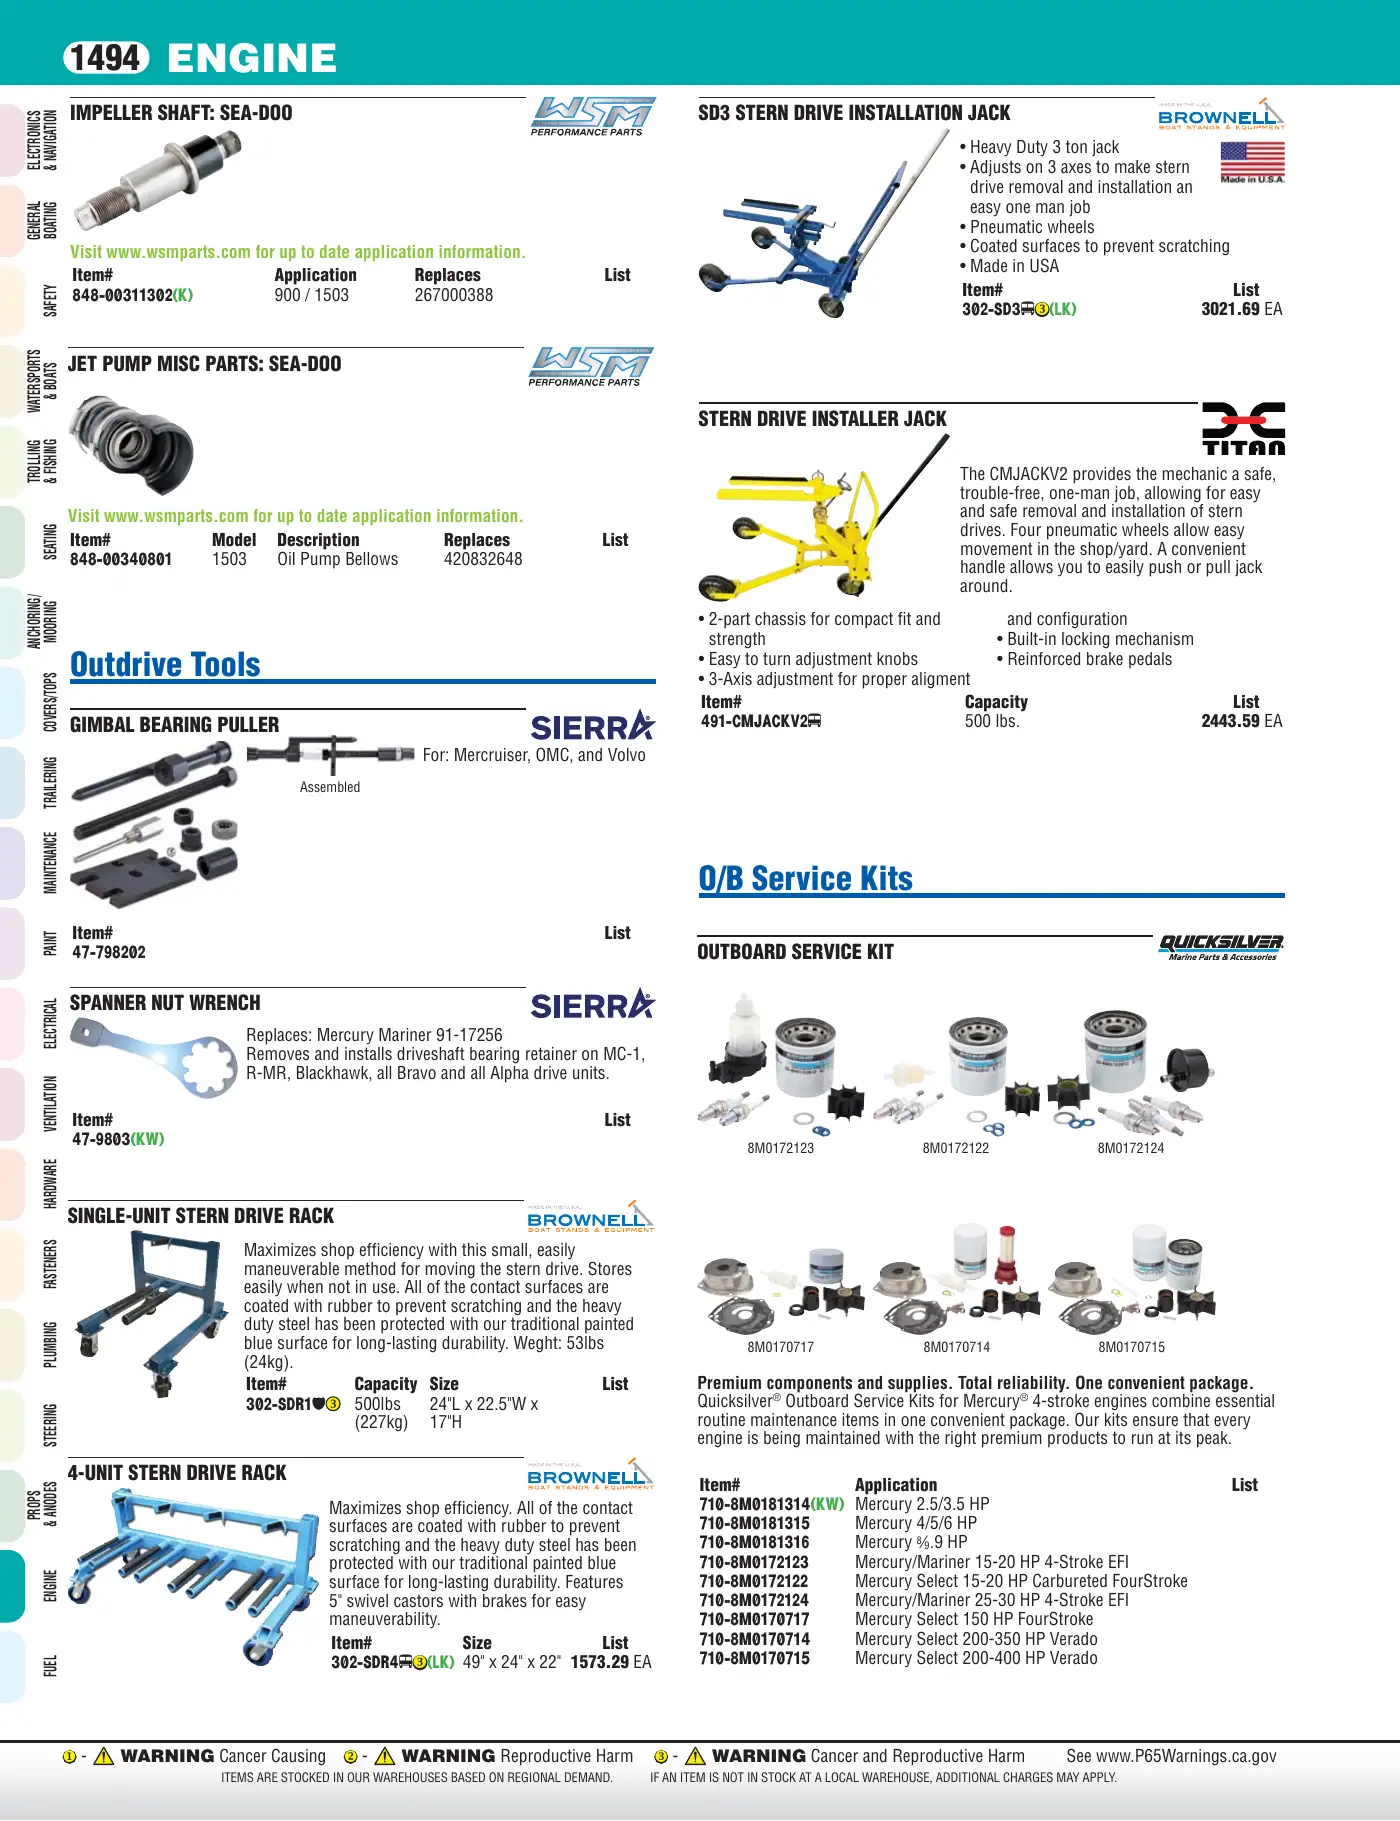 1494 ENGINE
ELECTRONICS & NAVIGATION
GENERAL BOATING
SAFETY
WATERSPORTS & BOATS
TROLLING & FISHING
SEATING
ANCHORING/ MOORING
COVERS/TOPS
TRAILERING
MAINTENANCE
PAINT
ELECTRICAL
VENTILATION
HARDWARE
FASTENERS
PLUMBING
STEERING
PROPS & ANODES
ENGINE
FUEL
IMPELLER SHAFT: SEA-DOO
WSM
PERFORMANCE PARTS
Visit www.wsmparts.com for up to date application information.
Item# Application Replaces List
848-00311302(K) 900 / 1503 267000388
JET PUMP MISC PARTS: SEA-DOO
WSM
PERFORMANCE PARTS
Visit www.wsmparts.com for up to date application information.
Item# Model Description Replaces List
848-00340801 1503 Oil Pump Bellows 420832648
Outdrive Tools
GIMBAL BEARING PULLER
SIERRA
For: Mercruiser, OMC, and Volvo
Assembled
Item# List
47-798202
SPANNER NUT WRENCH
SIERRA
Replaces: Mercury Mariner 91-17256
Removes and installs driveshaft bearing retainer on MC-1,
R-MR, Blackhawk, all Bravo and all Alpha drive units.
Item# List
47-9803(KW)
SINGLE-UNIT STERN DRIVE RACK
MADE IN THE U.S.A.
BROWNELL
BOAT STANDS & EQUIPMENT
Maximizes shop efficiency with this small, easily
maneuverable method for moving the stern drive. Stores
easily when not in use. All of the contact surfaces are
coated with rubber to prevent scratching and the heavy
duty steel has been protected with our traditional painted
blue surface for long-lasting durability. Weght: 53lbs
(24kg).
Item# Capacity Size List
302-SDR1 3 500lbs 24"L x 22.5"W x
(227kg) 17"H
4-UNIT STERN DRIVE RACK
MADE IN THE U.S.A.
BROWNELL
BOAT STANDS & EQUIPMENT
Maximizes shop efficiency. All of the contact
surfaces are coated with rubber to prevent
scratching and the heavy duty steel has been
protected with our traditional painted blue
surface for long-lasting durability. Features
5" swivel castors with brakes for easy
maneuverability.
Item# Size List
302-SDR4 3 (LK) 49" x 24" x 22" 1573.29 EA
SD3 STERN DRIVE INSTALLATION JACK
MADE IN THE U.S.A.
BROWNELL
BOAT STANDS & EQUIPMENT
Made in U.S.A.
• Heavy Duty 3 ton jack
• Adjusts on 3 axes to make stern
drive removal and installation an
easy one man job
• Pneumatic wheels
• Coated surfaces to prevent scratching
• Made in USA
Item# List
302-SD3 3 (LK) 3021.69 EA
STERN DRIVE INSTALLER JACK
TITAN
The CMJACKV2 provides the mechanic a safe,
trouble-free, one-man job, allowing for easy
and safe removal and installation of stern
drives. Four pneumatic wheels allow easy
movement in the shop/yard. A convenient
handle allows you to easily push or pull jack
around.
• 2-part chassis for compact fit and
strength
• Easy to turn adjustment knobs
• 3-Axis adjustment for proper aligment
and configuration
• Built-in locking mechanism
• Reinforced brake pedals
Item# Capacity List
491-CMJACKV2 500 lbs. 2443.59 EA
O/B Service Kits
OUTBOARD SERVICE KIT
QUICKSILVER
Marine Parts & Accessories
8M0172123 8M0172122 8M0172124
8M0170717 8M0170714 8M0170715
Premium components and supplies. Total reliability. One convenient package.
Quicksilver® Outboard Service Kits for Mercury® 4-stroke engines combine essential
routine maintenance items in one convenient package. Our kits ensure that every
engine is being maintained with the right premium products to run at its peak.
Item# Application List
710-8M0181314(KW) Mercury 2.5/3.5 HP
710-8M0181315 Mercury 4/5/6 HP
710-8M0181316 Mercury 8/9.9 HP
710-8M0172123 Mercury/Mariner 15-20 HP 4-Stroke EFI
710-8M0172122 Mercury Select 15-20 HP Carbureted FourStroke
710-8M0172124 Mercury/Mariner 25-30 HP 4-Stroke EFI
710-8M0170717 Mercury Select 150 HP FourStroke
710-8M0170714 Mercury Select 200-350 HP Verado
710-8M0170715 Mercury Select 200-400 HP Verado
1 - WARNING Cancer Causing 2 - WARNING Reproductive Harm 3 - WARNING Cancer and Reproductive Harm See www.P65Warnings.ca.gov
ITEMS ARE STOCKED IN OUR WAREHOUSES BASED ON REGIONAL DEMAND. IF AN ITEM IS NOT IN STOCK AT A LOCAL WAREHOUSE, ADDITIONAL CHARGES MAY APPLY.